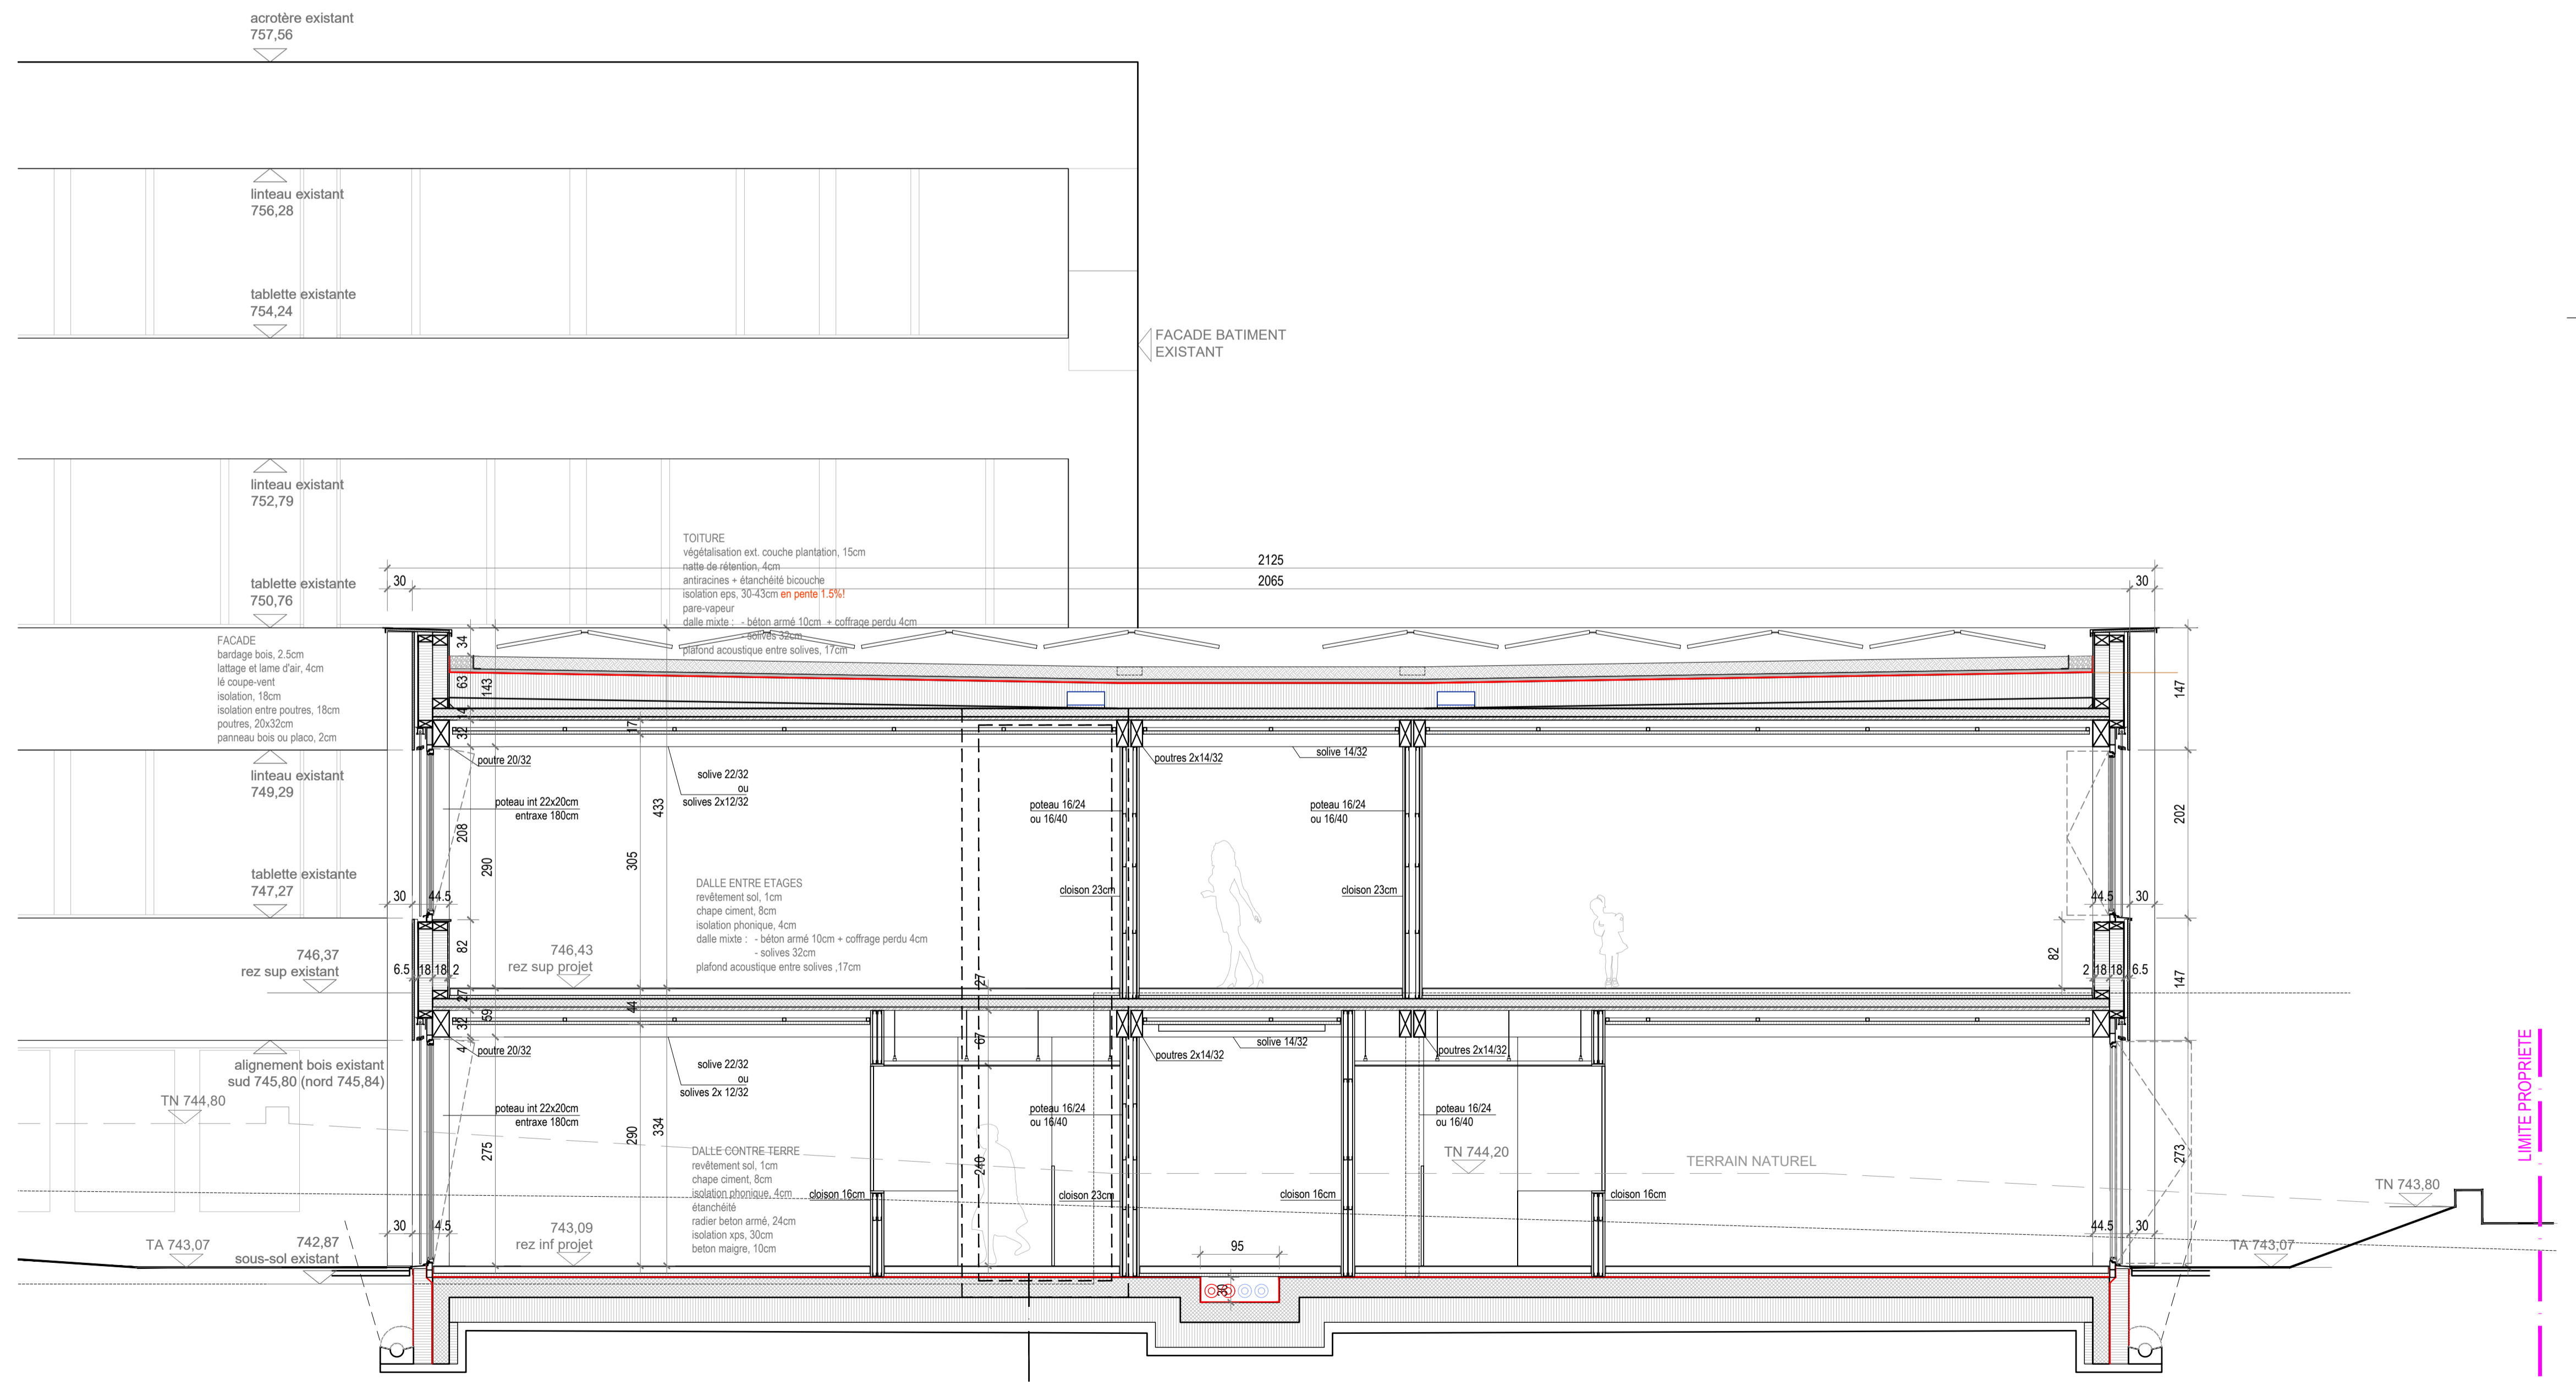 acrotère existant
757,56
linteau existant
756,28
tablette existante
754,24
FACADE BATIMENT
EXISTANT
linteau existant
752,79
TOITURE
végétalisation ext. couche plantation, 15cm
natte de rétention, 4cm
antiracines + étanchéité bicouche
isolation eps, 30-43cm en pente 1.5%!
pare-vapeur
dalle mixte : - béton armé 10cm + coffrage perdu 4cm
- solives 32cm
plafond acoustique entre solives, 17cm
2125
30
2065
30
tablette existante
750,76
FACADE
bardage bois, 2.5cm
lattage et lame d'air, 4cm
lé coupe-vent
isolation, 18cm
isolation entre poutres, 18cm
poutres, 20x32cm
panneau bois ou placo, 2cm
34
63
143
14
32
17
147
poutre 20/32
solive 22/32
ou
solives 2x12/32
poutres 2x14/32
solive 14/32
linteau existant
749,29
poteau int 22x20cm
entraxe 180cm
433
poteau 16/24
ou 16/40
poteau 16/24
ou 16/40
208
290
305
202
tablette existante
747,27
30
44.5
DALLE ENTRE ETAGES
revêtement sol, 1cm
chape ciment, 8cm
isolation phonique, 4cm
dalle mixte : - béton armé 10cm + coffrage perdu 4cm
- solives 32cm
plafond acoustique entre solives ,17cm
cloison 23cm
cloison 23cm
44.5
30
82
82
746,37
rez sup existant
746,43
rez sup projet
6.5
18
18
2
2
18
18
6.5
27
27
44
59
32
4
67
147
poutre 20/32
solive 22/32
ou
solives 2x 12/32
poutres 2x14/32
solive 14/32
poutres 2x14/32
alignement bois existant
sud 745,80 (nord 745,84)
TN 744,80
poteau int 22x20cm
entraxe 180cm
poteau 16/24
ou 16/40
poteau 16/24
ou 16/40
275
290
334
240
273
DALLE CONTRE TERRE
revêtement sol, 1cm
chape ciment, 8cm
isolation phonique, 4cm
étanchéité
radier beton armé, 24cm
isolation xps, 30cm
beton maigre, 10cm
cloison 16cm
cloison 23cm
cloison 16cm
cloison 16cm
TN 744,20
TERRAIN NATUREL
TN 743,80
LIMITE PROPRIETE
30
44.5
44.5
30
743,09
rez inf projet
TA 743,07
742,87
sous-sol existant
95
30
TA 743,07